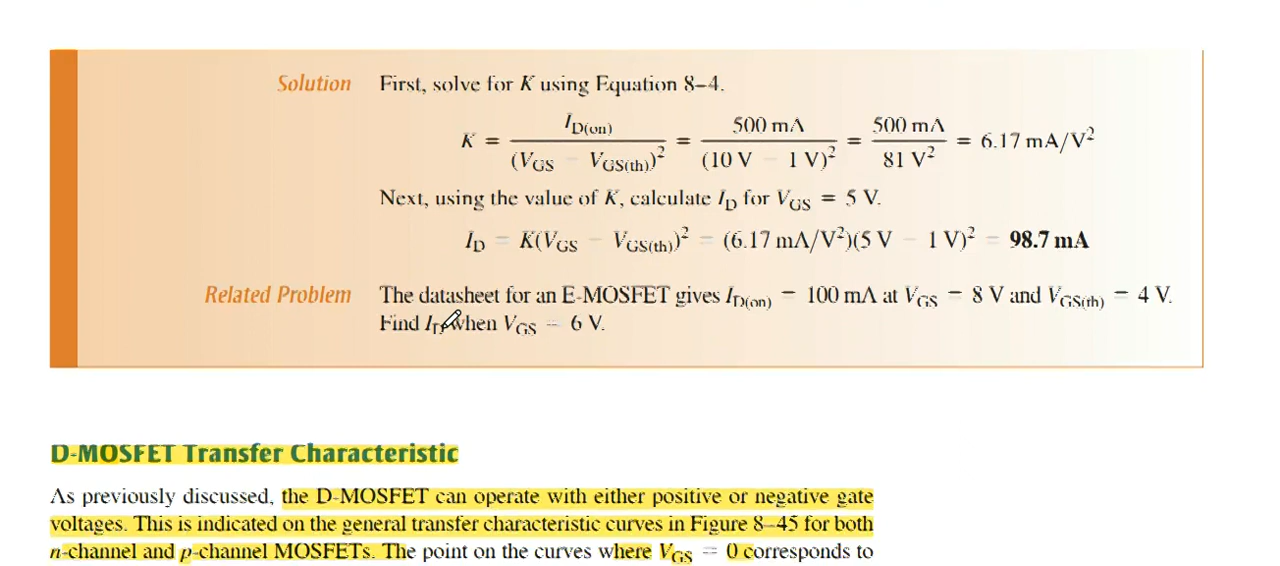 Solution First, solve for K using Equation 8–4.
K = I_D(on) / (V_GS − V_GS(th))² = 500 mA / (10 V − 1 V)² = 500 mA / 81 V² = 6.17 mA/V²
Next, using the value of K, calculate I_D for V_GS = 5 V.
I_D = K(V_GS − V_GS(th))² = (6.17 mA/V²)(5 V − 1 V)² = 98.7 mA
Related Problem The datasheet for an E-MOSFET gives I_D(on) = 100 mA at V_GS = 8 V and V_GS(th) = 4 V.
Find I_D when V_GS = 6 V.
D-MOSFET Transfer Characteristic
As previously discussed, the D-MOSFET can operate with either positive or negative gate
voltages. This is indicated on the general transfer characteristic curves in Figure 8–45 for both
n-channel and p-channel MOSFETs. The point on the curves where V_GS = 0 corresponds to